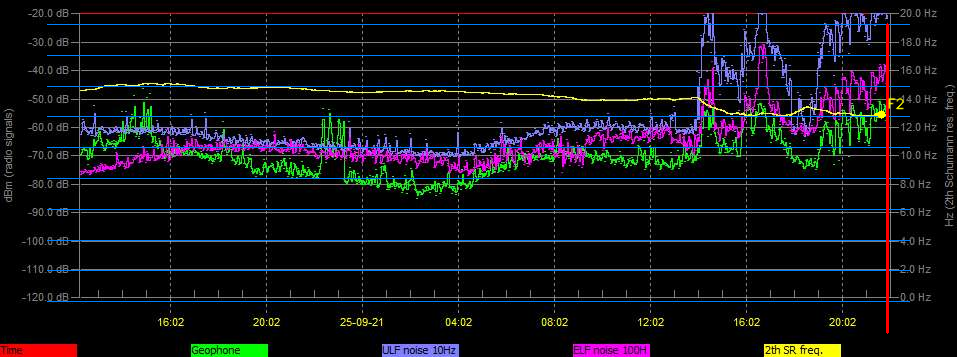 -20.0 dB 20.0 Hz
-30.0 dB 18.0 Hz
-40.0 dB 16.0 Hz
-50.0 dB 14.0 Hz
F2
-60.0 dB 12.0 Hz
-70.0 dB 10.0 Hz
-80.0 dB 8.0 Hz
-90.0 dB 6.0 Hz
-100.0 dB 4.0 Hz
-110.0 dB 2.0 Hz
-120.0 dB 0.0 Hz
dBm (radio signals)
Hz (2th Schumann res. freq.)
16:02 20:02 25-09-21 04:02 08:02 12:02 16:02 20:02
Time Geophone ULF noise 10Hz ELF noise 100H 2th SR freq.